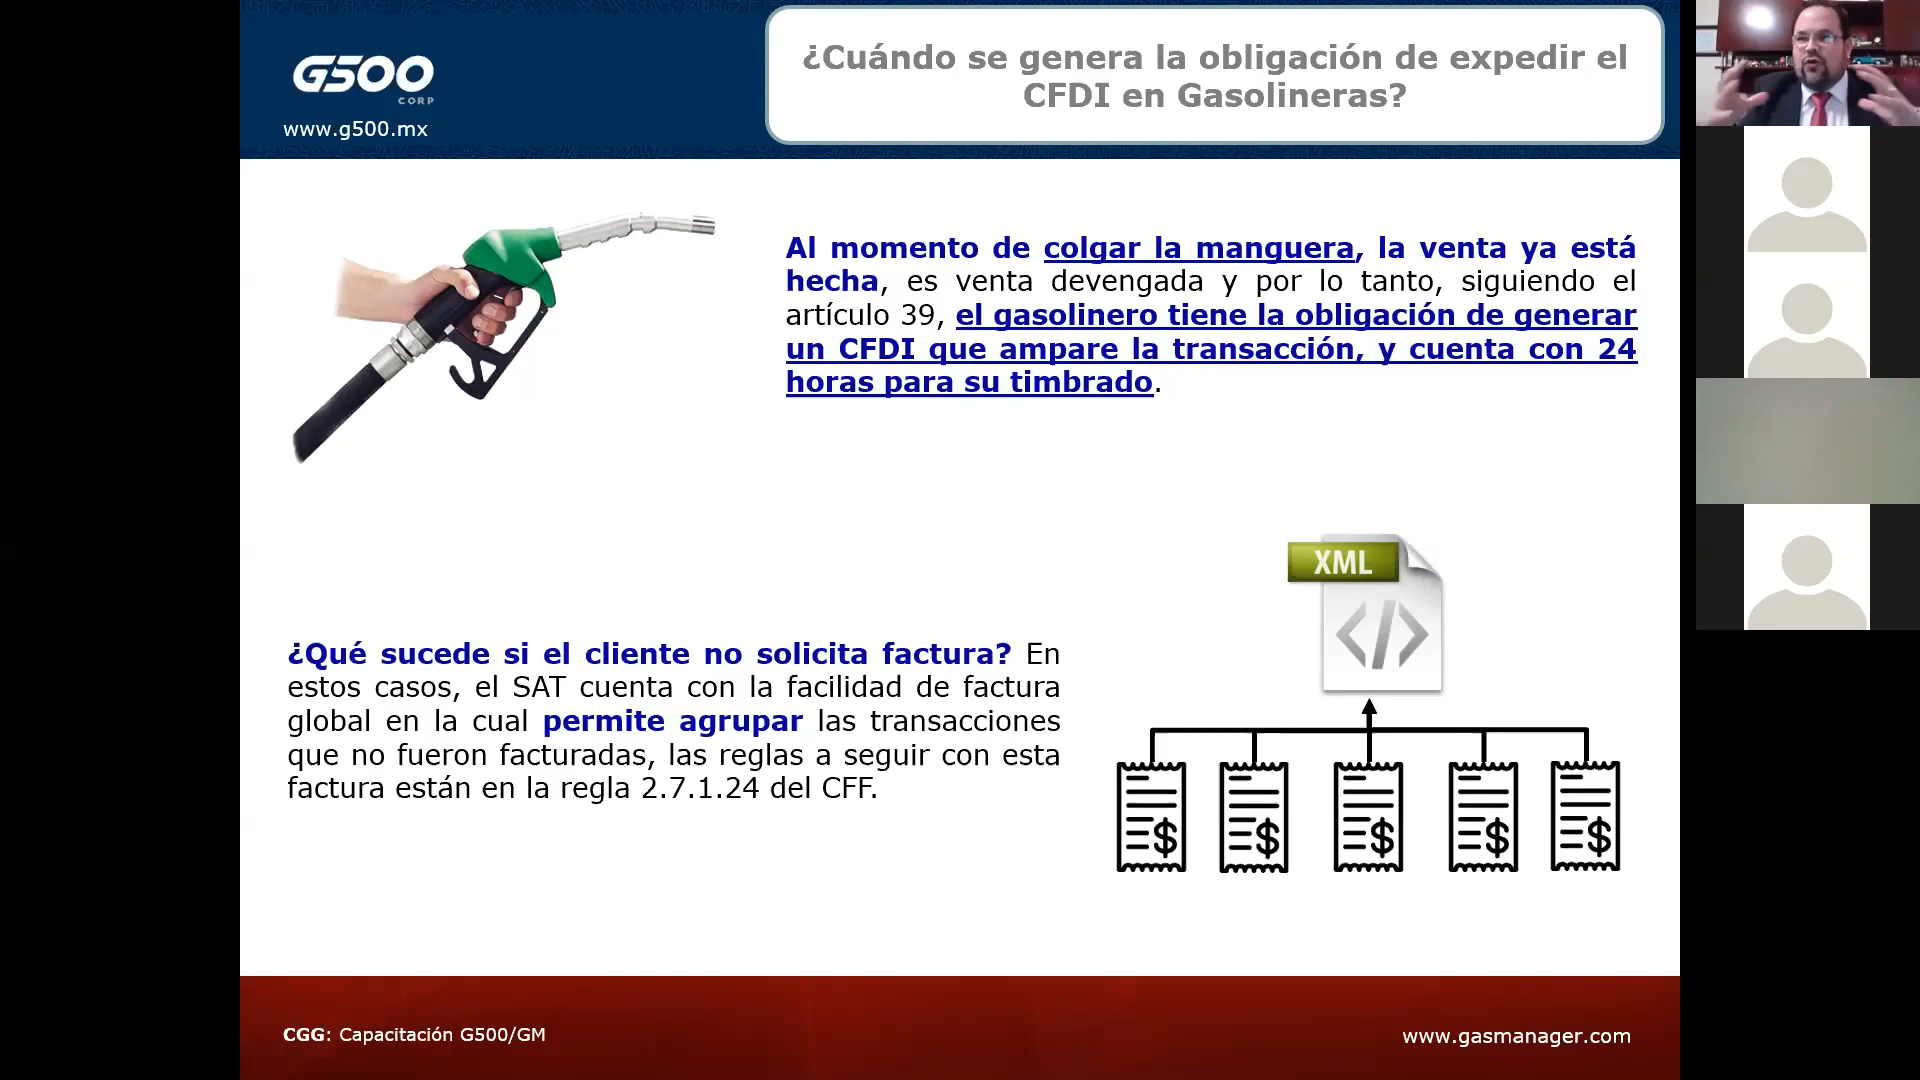 G500
CORP
www.g500.mx
¿Cuándo se genera la obligación de expedir el
CFDI en Gasolineras?
Al momento de colgar la manguera, la venta ya está
hecha, es venta devengada y por lo tanto, siguiendo el
artículo 39, el gasolinero tiene la obligación de generar
un CFDI que ampare la transacción, y cuenta con 24
horas para su timbrado.
XML
</>
¿Qué sucede si el cliente no solicita factura? En
estos casos, el SAT cuenta con la facilidad de factura
global en la cual permite agrupar las transacciones
que no fueron facturadas, las reglas a seguir con esta
factura están en la regla 2.7.1.24 del CFF.
$ $ $ $ $
CGG: Capacitación G500/GM
www.gasmanager.com